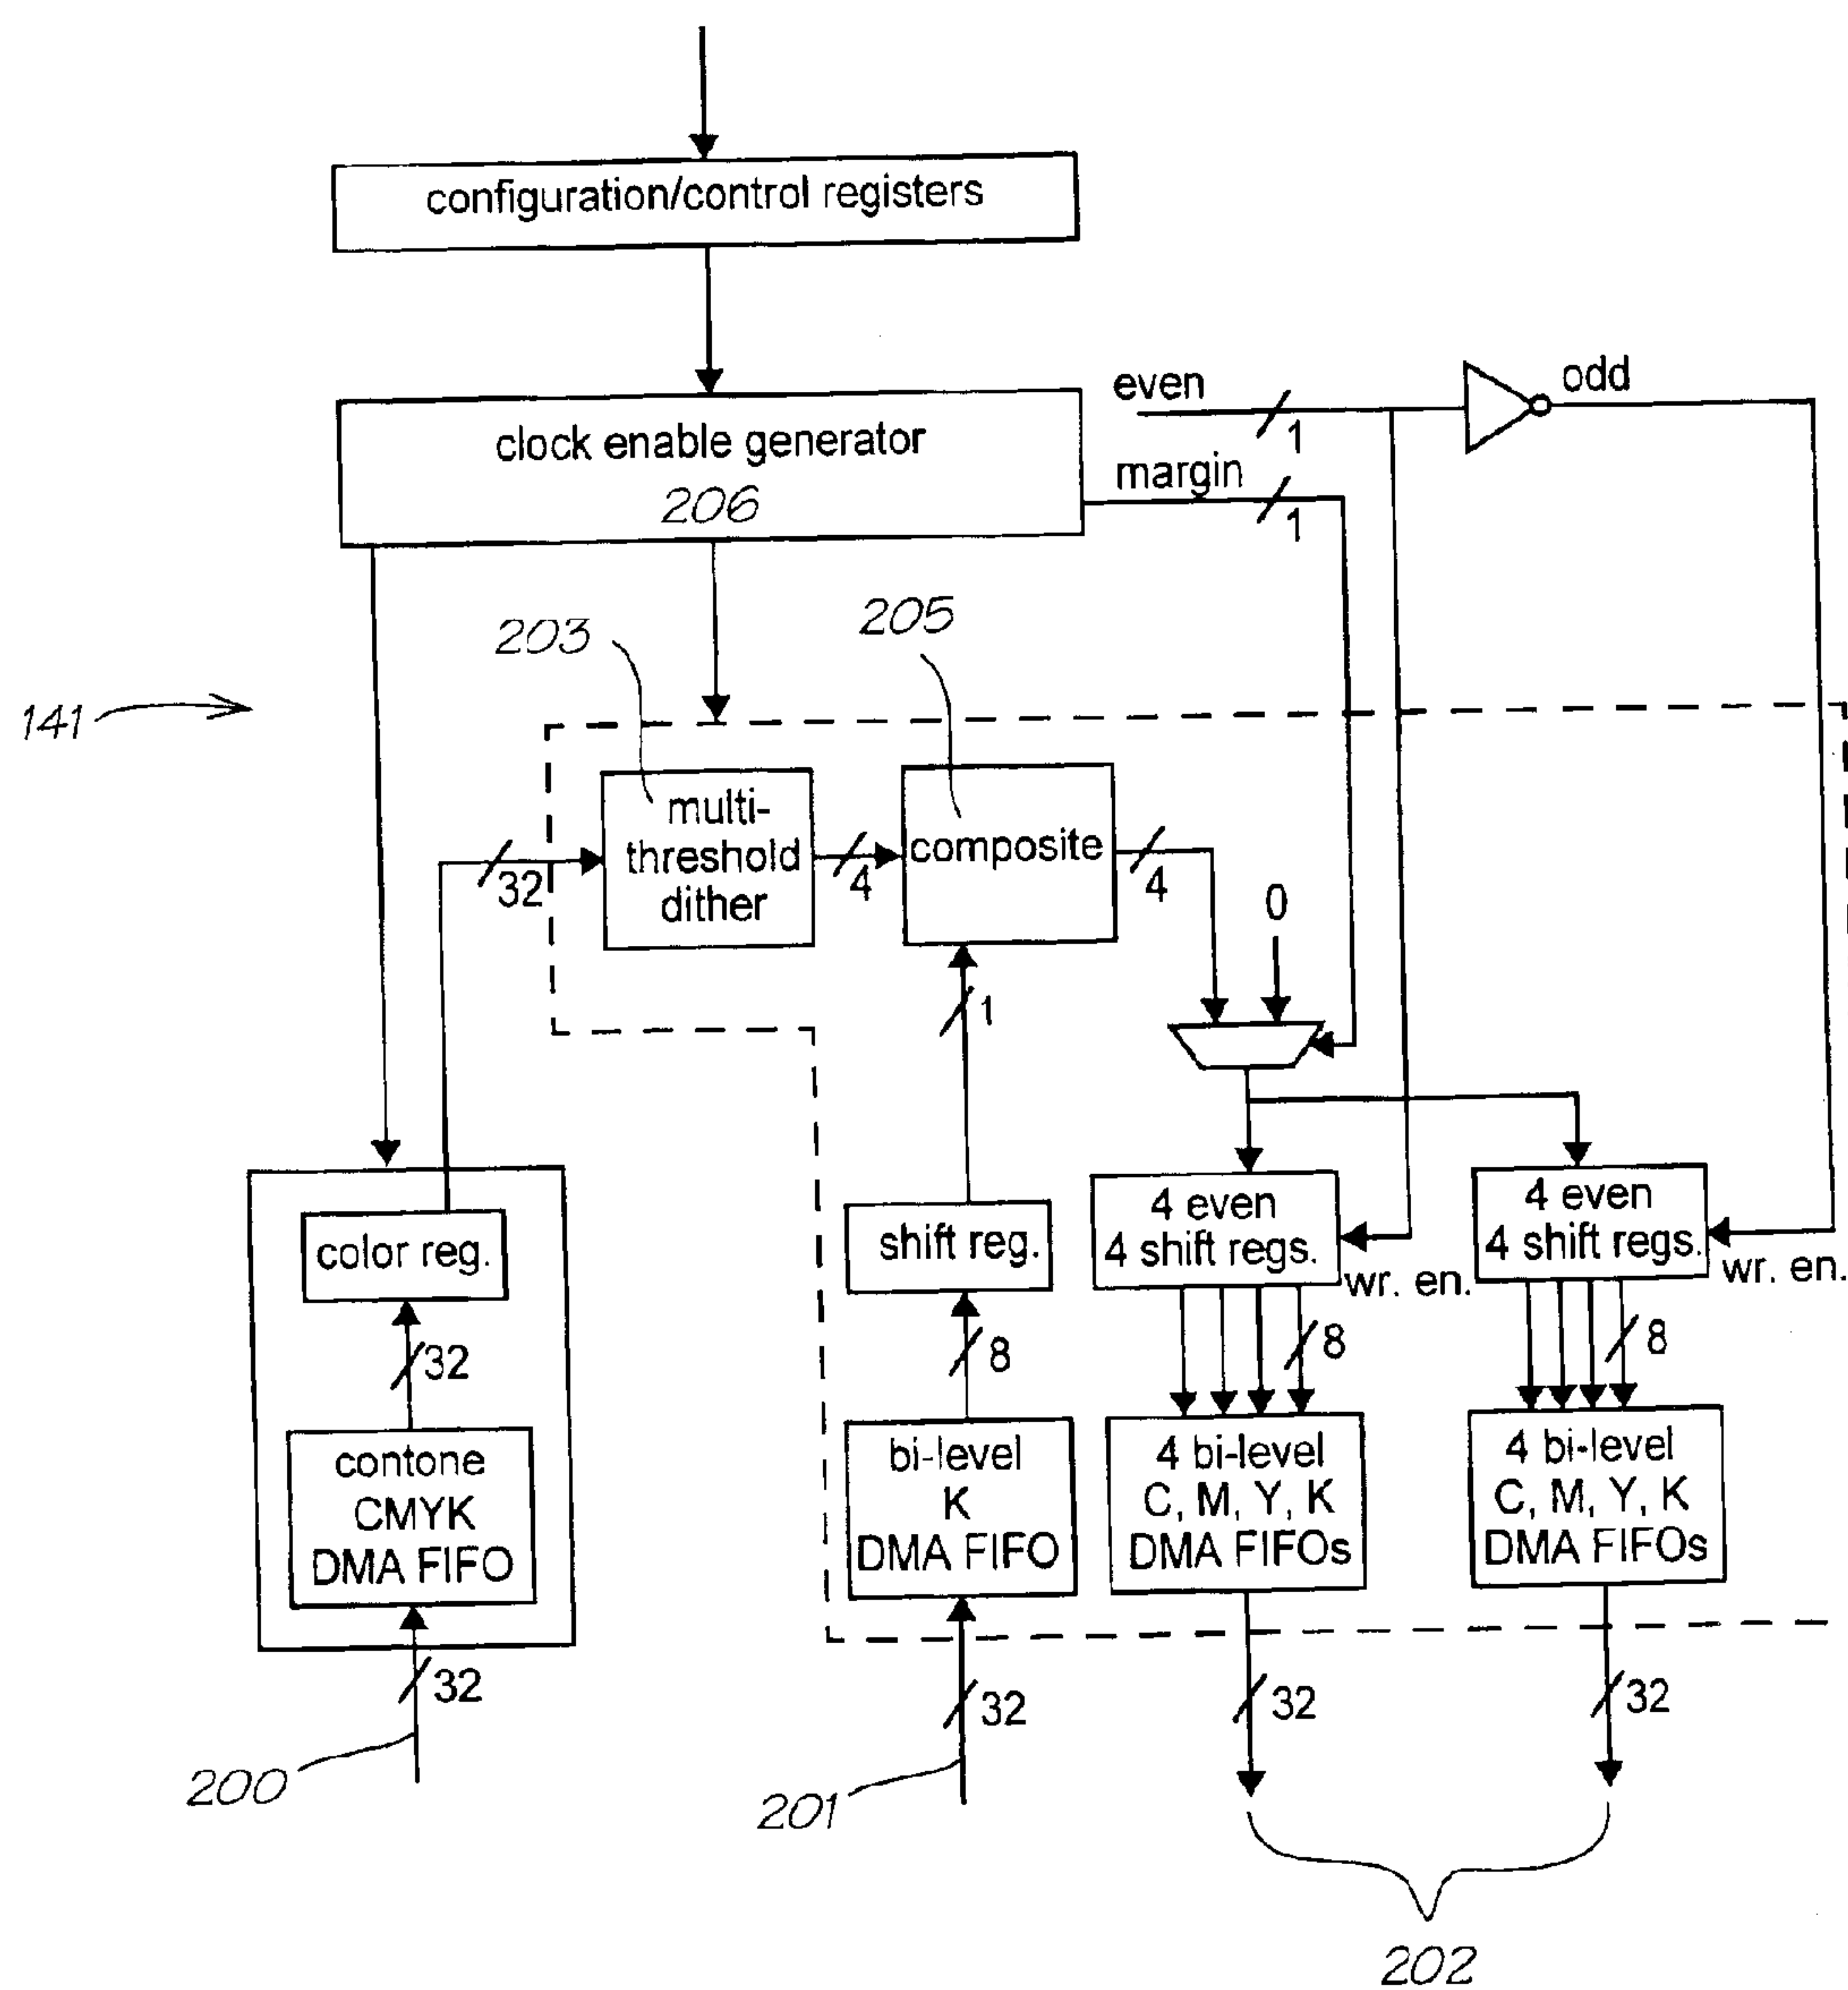 configuration/control registers
even
odd
1
clock enable generator
206
margin
1
203
205
141
multi-
threshold
dither
32
4
composite
4
0
1
color reg.
32
contone
CMYK
DMA FIFO
32
200
shift reg.
8
bi-level
K
DMA FIFO
32
201
4 even
4 shift regs.
wr. en.
8
4 bi-level
C, M, Y, K
DMA FIFOs
32
4 even
4 shift regs.
wr. en.
8
4 bi-level
C, M, Y, K
DMA FIFOs
32
202